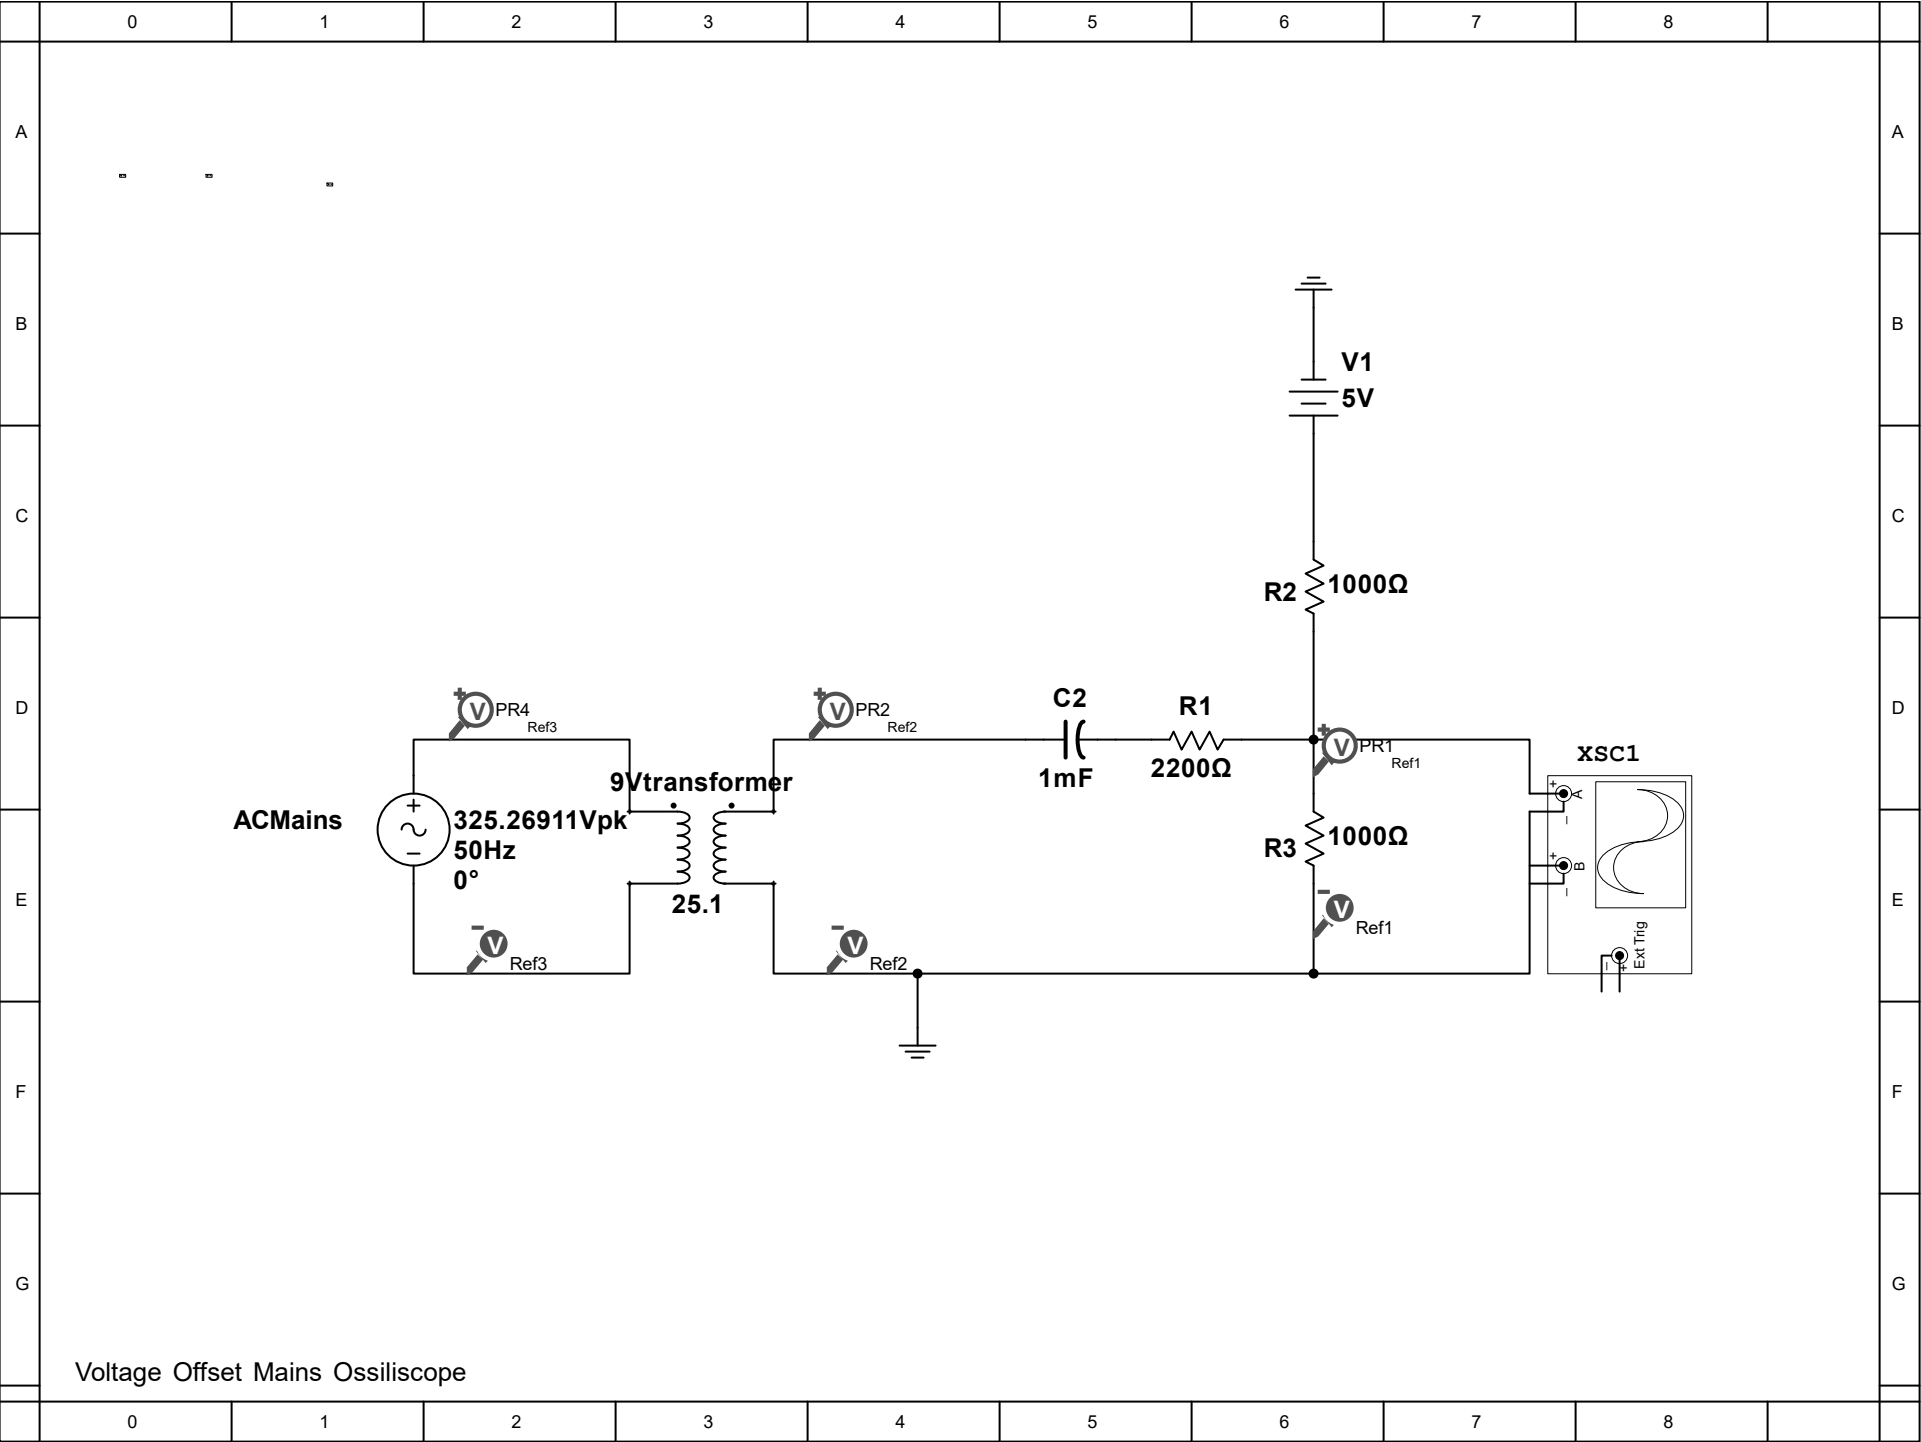 0 1 2 3 4 5 6 7 8
A A
B B
V1
5V
C C
R2 1000Ω
D D
C2
R1
PR4
Ref3
PR2
Ref2
PR1
Ref1
XSC1
1mF
2200Ω
9Vtransformer
+ A
ACMains
325.26911Vpk
50Hz
0°
R3 1000Ω
+ B
25.1
E E
Ref1
Ext Trig
Ref3
Ref2
F F
G G
Voltage Offset Mains Ossiliscope
0 1 2 3 4 5 6 7 8